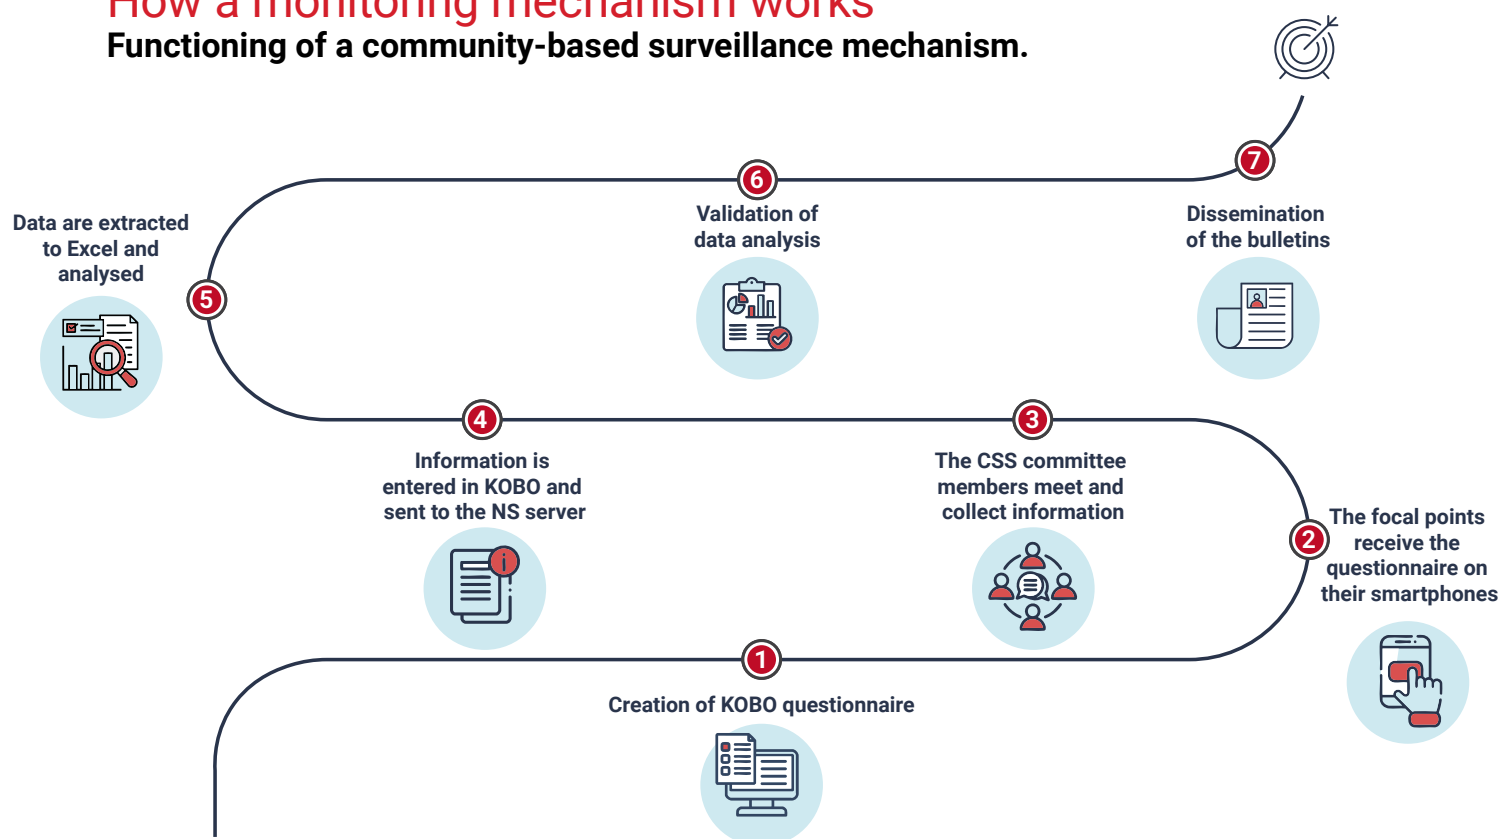 How a monitoring mechanism works
Functioning of a community-based surveillance mechanism.
7
6
Validation of
data analysis
Dissemination
of the bulletins
Data are extracted
to Excel and
analysed
5
4
3
Information is
entered in KOBO and
sent to the NS server
The CSS committee
members meet and
collect information
2
The focal points
receive the
questionnaire on
their smartphones
1
Creation of KOBO questionnaire